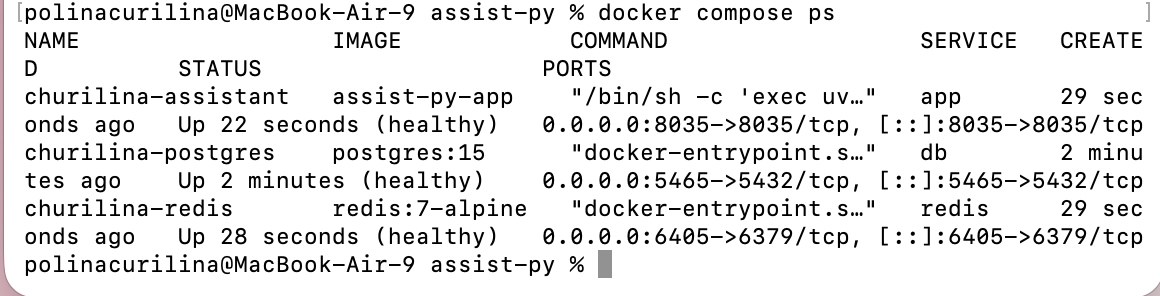 [polinacurilina@MacBook-Air-9 assist-py % docker compose ps ]
NAME IMAGE COMMAND SERVICE CREATE
D STATUS PORTS
churilina-assistant assist-py-app "/bin/sh -c 'exec uv…" app 29 sec
onds ago Up 22 seconds (healthy) 0.0.0.0:8035->8035/tcp, [::]:8035->8035/tcp
churilina-postgres postgres:15 "docker-entrypoint.s…" db 2 minu
tes ago Up 2 minutes (healthy) 0.0.0.0:5465->5432/tcp, [::]:5465->5432/tcp
churilina-redis redis:7-alpine "docker-entrypoint.s…" redis 29 sec
onds ago Up 28 seconds (healthy) 0.0.0.0:6405->6379/tcp, [::]:6405->6379/tcp
polinacurilina@MacBook-Air-9 assist-py %